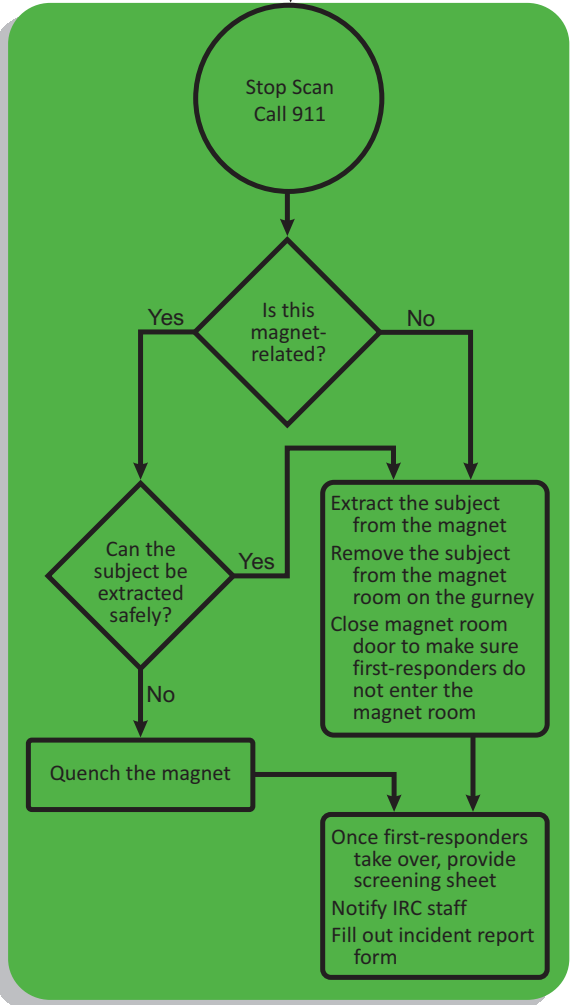 Stop Scan
Call 911
Is this
magnet-
related?
Yes
No
Can the
subject be
extracted
safely?
Yes
No
Extract the subject
from the magnet
Remove the subject
from the magnet
room on the gurney
Close magnet room
door to make sure
first-responders do
not enter the
magnet room
Quench the magnet
Once first-responders
take over, provide
screening sheet
Notify IRC staff
Fill out incident report
form